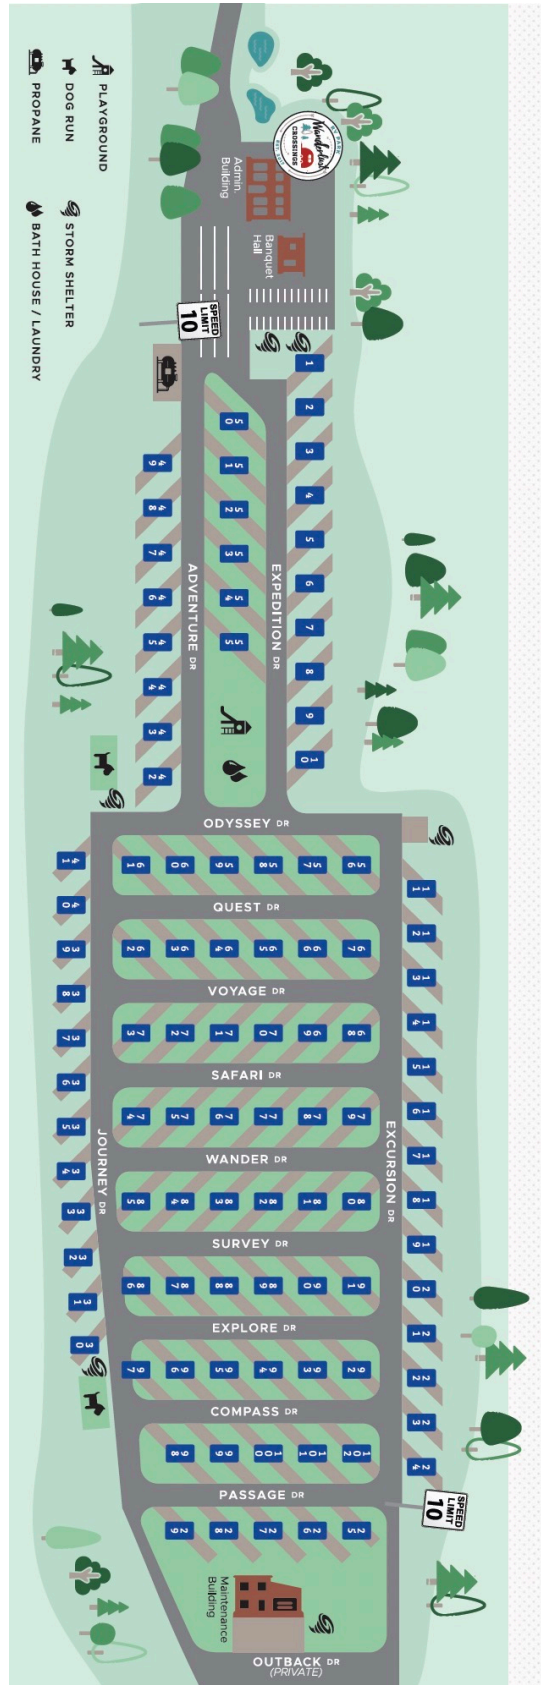 PLAYGROUND
DOG RUN
PROPANE
STORM SHELTER
BATH HOUSE / LAUNDRY
RV PARK
Wanderlust
CROSSINGS
Admin.
Building
Banquet
Hall
SPEED
LIMIT
10
1
2
3
4
5
6
7
8
9
10
EXPEDITION DR
50
51
52
53
54
55
ADVENTURE DR
49
48
47
46
45
44
43
42
ODYSSEY DR
61 60 59 58 57 56
QUEST DR
62 63 64 65 66 67
VOYAGE DR
73 72 71 70 69 68
SAFARI DR
74 75 76 77 78 79
WANDER DR
85 84 83 82 81 80
SURVEY DR
86 87 88 89 90 91
EXPLORE DR
97 96 95 94 93 92
COMPASS DR
98 99 100 101 102
PASSAGE DR
29 28 27 26 25
EXCURSION DR
11
12
13
14
15
16
17
18
19
20
21
22
23
24
SPEED
LIMIT
10
JOURNEY DR
41
40
39
38
37
36
35
34
33
32
31
30
Maintenance
Building
OUTBACK DR
(PRIVATE)